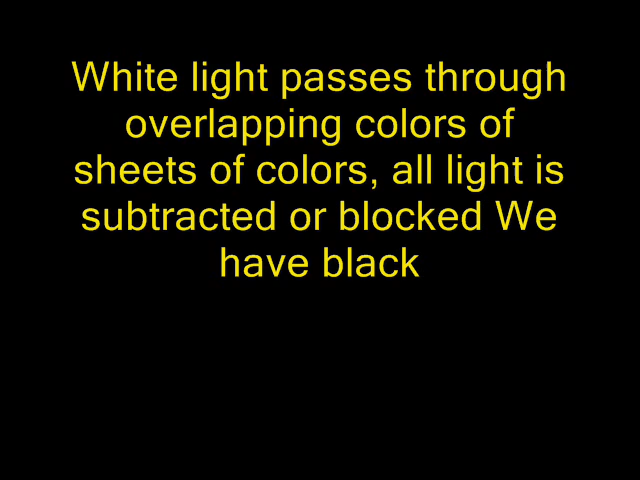 White light passes through
overlapping colors of
sheets of colors, all light is
subtracted or blocked We
have black